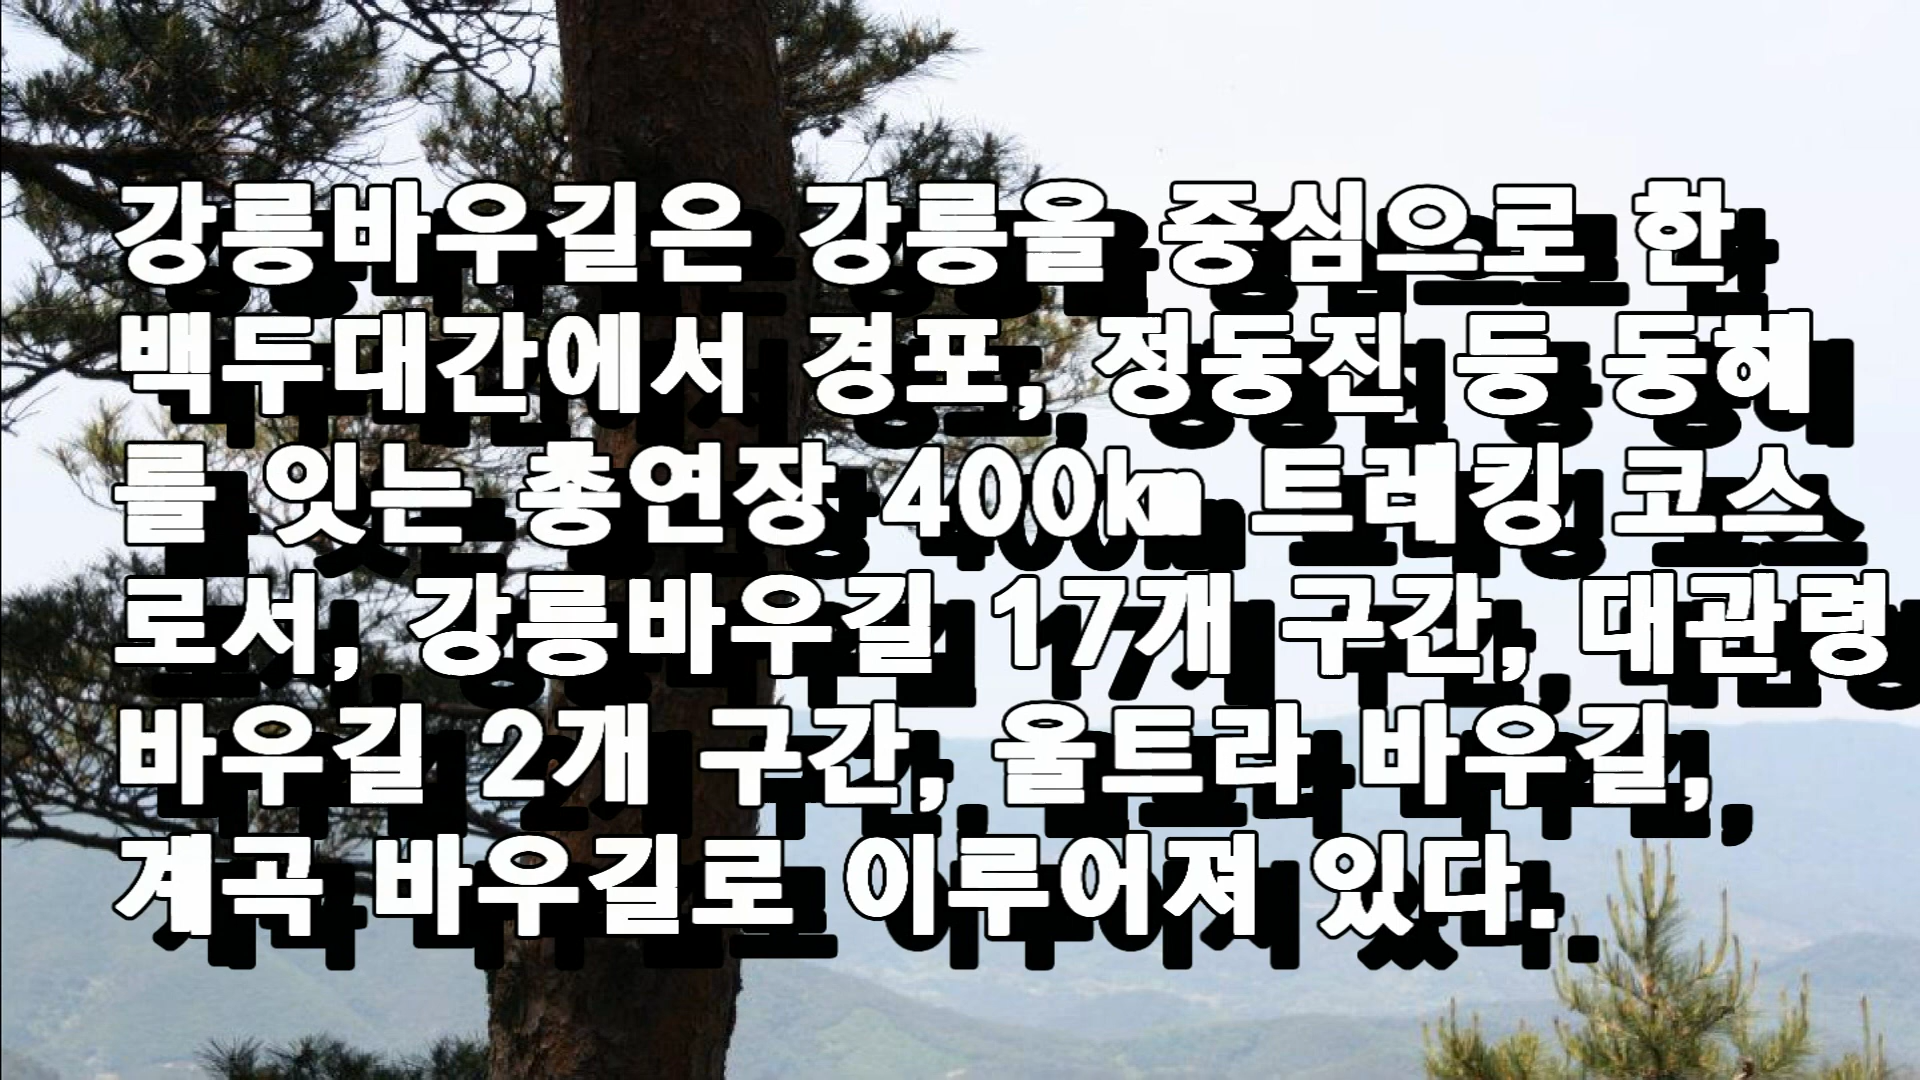 강릉바우길은 강릉을 중심으로 한
백두대간에서 경포, 정동진 등 동해
를 잇는 총연장 400㎞ 트레킹 코스
로서, 강릉바우길 17개 구간, 대관령
바우길 2개 구간, 울트라 바우길,
계곡 바우길로 이루어져 있다.